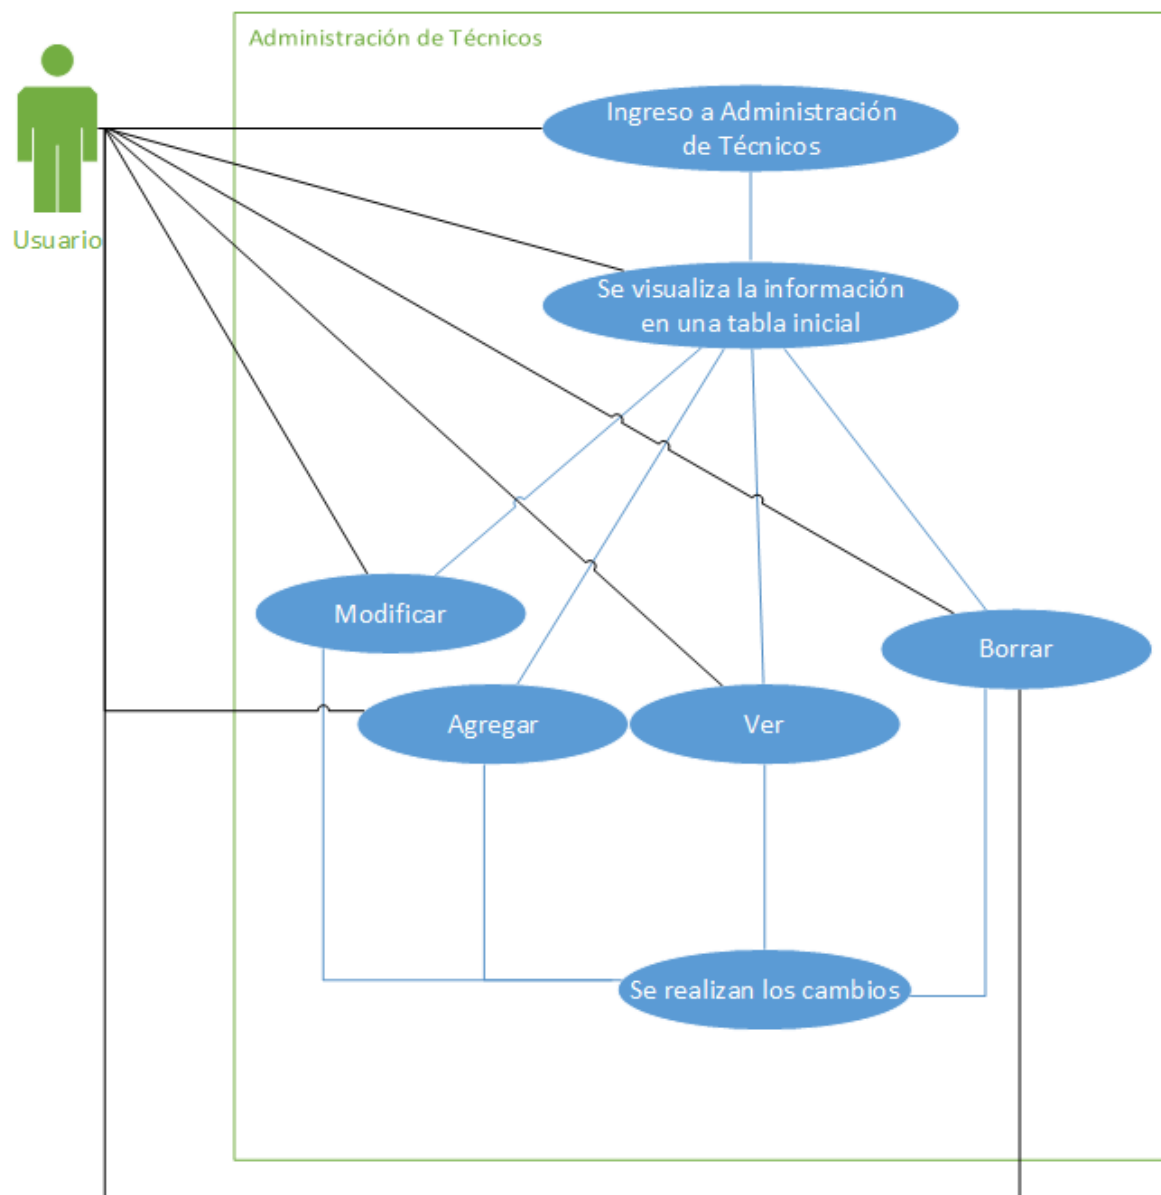 Administración de Técnicos
Ingreso a Administración
de Técnicos
Usuario
Se visualiza la información
en una tabla inicial
Modificar
Borrar
Agregar
Ver
Se realizan los cambios